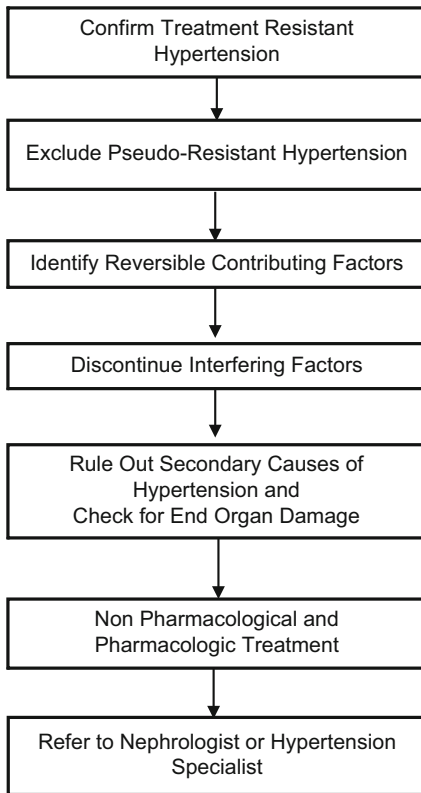 Confirm Treatment Resistant
Hypertension
Exclude Pseudo-Resistant Hypertension
Identify Reversible Contributing Factors
Discontinue Interfering Factors
Rule Out Secondary Causes of
Hypertension and
Check for End Organ Damage
Non Pharmacological and
Pharmacologic Treatment
Refer to Nephrologist or Hypertension
Specialist